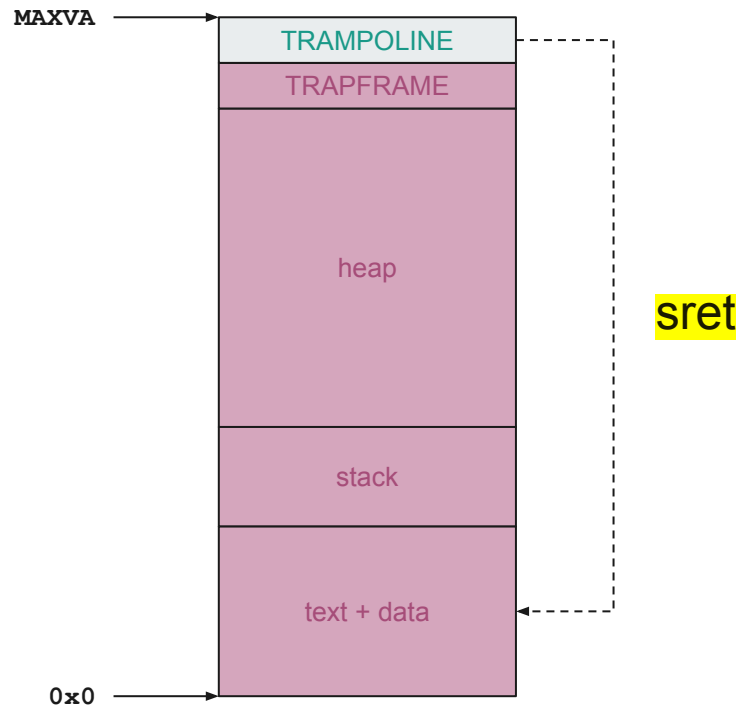 MAXVA
TRAMPOLINE
TRAPFRAME
heap
sret
stack
text + data
0x0